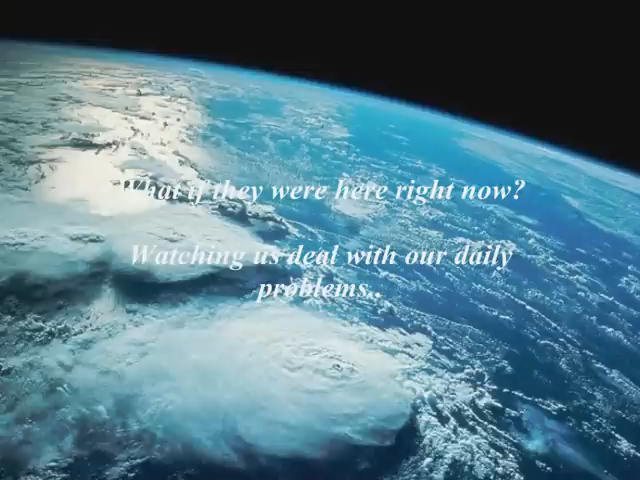 What if they were here right now?
Watching us deal with our daily
problems..